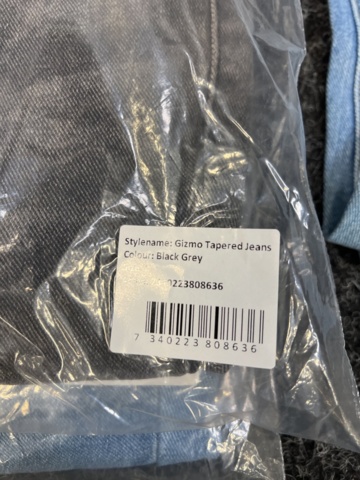 Stylename: Gizmo Tapered Jeans
Colour: Black Grey
0223808636
7 340223 808636